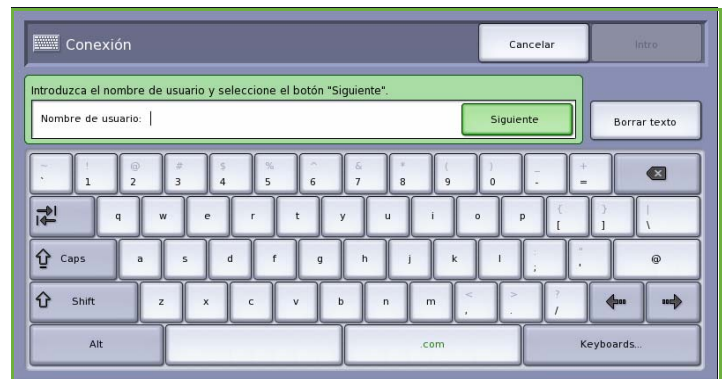 Conexión
Cancelar
Intro
Introduzca el nombre de usuario y seleccione el botón "Siguiente".
Nombre de usuario:
Siguiente
Borrar texto
~ ! @ # $ % ^ & * ( ) _ +
` 1 2 3 4 5 6 7 8 9 0 - =
q w e r t y u i o p { } |
[ ] \
Caps a s d f g h j k l : " @
; '
Shift z x c v b n m < > ?
, . /
Alt .com Keyboards...